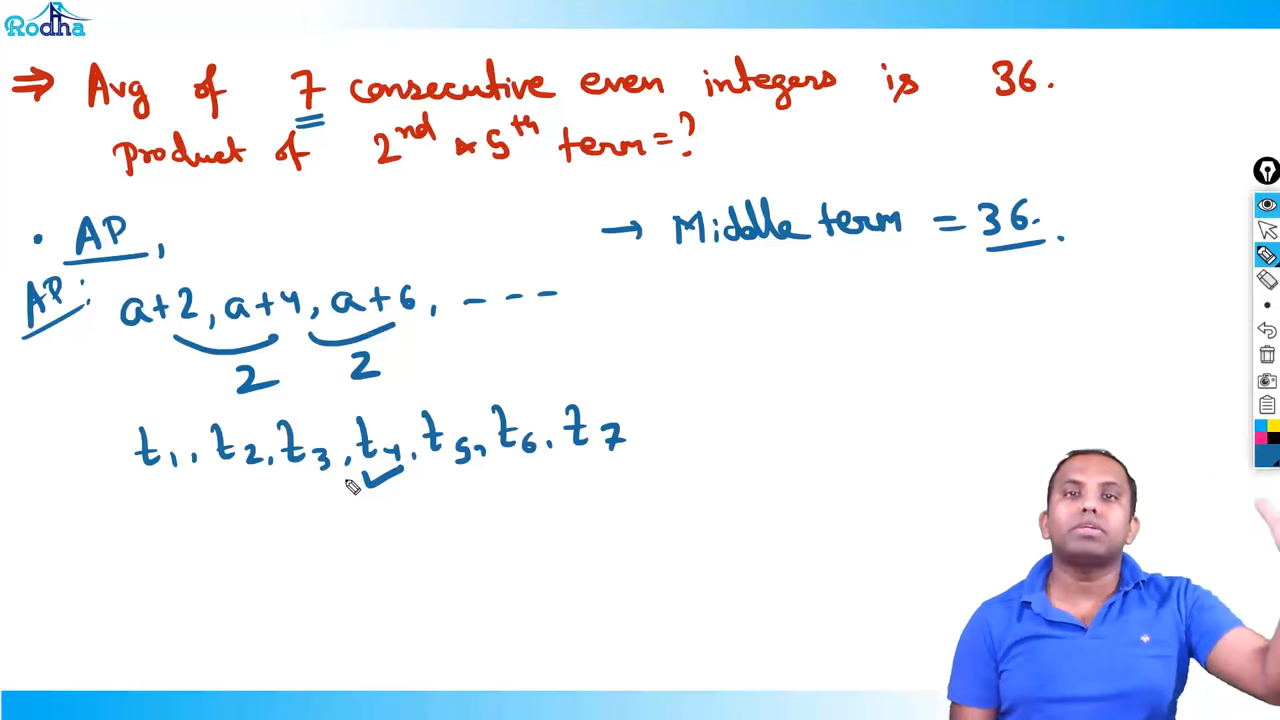 Rodha
⇒ Avg of 7 consecutive even integers is 36.
product of 2nd & 5th term = ?
• AP,
→ Middle term = 36.
AP: a+2, a+4, a+6, - - -
2 2
t1, t2, t3, t4, t5, t6, t7